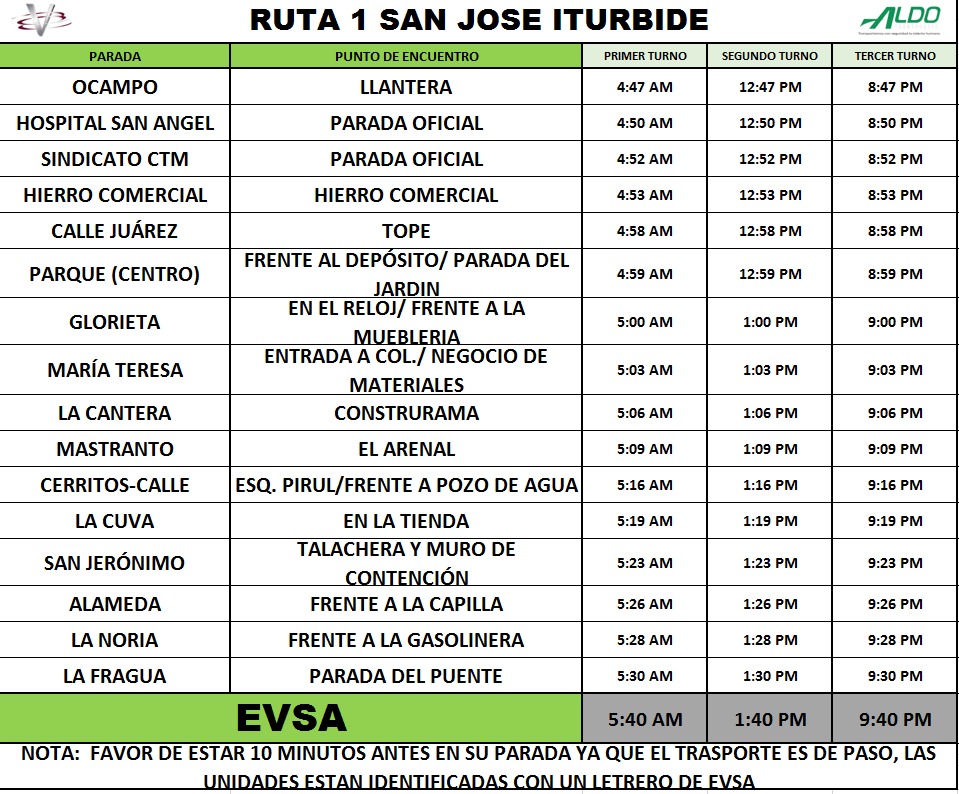 RUTA 1 SAN JOSE ITURBIDE
ALDO
PARADA PUNTO DE ENCUENTRO PRIMER TURNO SEGUNDO TURNO TERCER TURNO
OCAMPO LLANTERA 4:47 AM 12:47 PM 8:47 PM
HOSPITAL SAN ANGEL PARADA OFICIAL 4:50 AM 12:50 PM 8:50 PM
SINDICATO CTM PARADA OFICIAL 4:52 AM 12:52 PM 8:52 PM
HIERRO COMERCIAL HIERRO COMERCIAL 4:53 AM 12:53 PM 8:53 PM
CALLE JUÁREZ TOPE 4:58 AM 12:58 PM 8:58 PM
PARQUE (CENTRO) FRENTE AL DEPÓSITO/ PARADA DEL
JARDIN 4:59 AM 12:59 PM 8:59 PM
GLORIETA EN EL RELOJ/ FRENTE A LA
MUEBLERIA 5:00 AM 1:00 PM 9:00 PM
MARÍA TERESA ENTRADA A COL./ NEGOCIO DE
MATERIALES 5:03 AM 1:03 PM 9:03 PM
LA CANTERA CONSTRURAMA 5:06 AM 1:06 PM 9:06 PM
MASTRANTO EL ARENAL 5:09 AM 1:09 PM 9:09 PM
CERRITOS-CALLE ESQ. PIRUL/FRENTE A POZO DE AGUA 5:16 AM 1:16 PM 9:16 PM
LA CUVA EN LA TIENDA 5:19 AM 1:19 PM 9:19 PM
SAN JERÓNIMO TALACHERA Y MURO DE
CONTENCIÓN 5:23 AM 1:23 PM 9:23 PM
ALAMEDA FRENTE A LA CAPILLA 5:26 AM 1:26 PM 9:26 PM
LA NORIA FRENTE A LA GASOLINERA 5:28 AM 1:28 PM 9:28 PM
LA FRAGUA PARADA DEL PUENTE 5:30 AM 1:30 PM 9:30 PM
EVSA 5:40 AM 1:40 PM 9:40 PM
NOTA: FAVOR DE ESTAR 10 MINUTOS ANTES EN SU PARADA YA QUE EL TRASPORTE ES DE PASO, LAS
UNIDADES ESTAN IDENTIFICADAS CON UN LETRERO DE EVSA